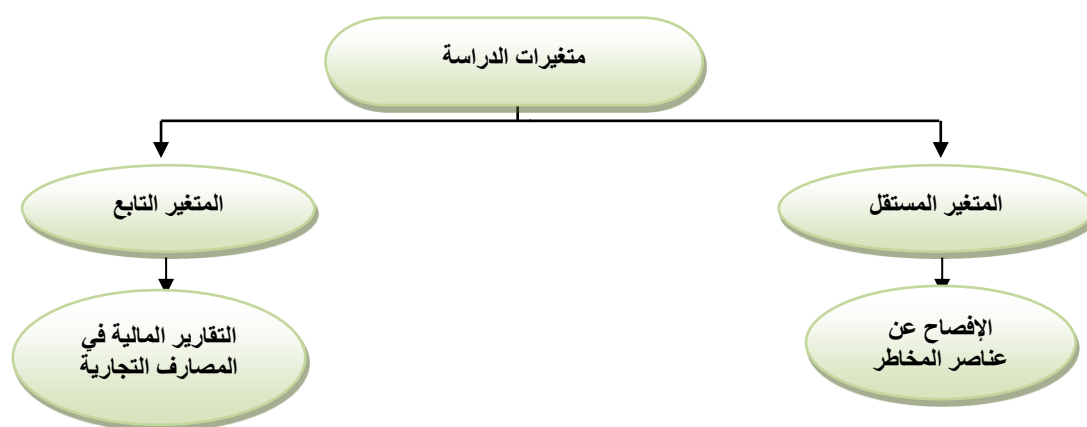 متغيرات الدراسة
المتغير المستقل
المتغير التابع
الإفصاح عن
عناصر المخاطر
التقارير المالية في
المصارف التجارية